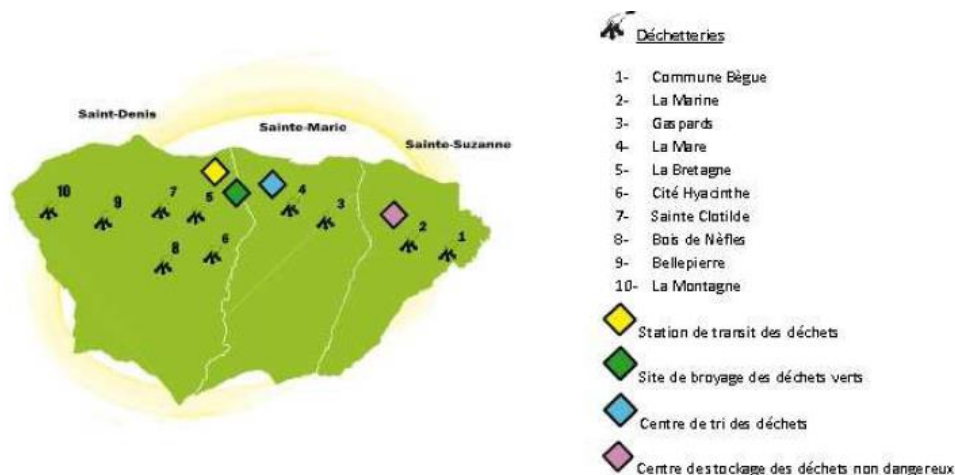 Saint-Denis
Sainte-Marie
Sainte-Suzanne
10
9
7
5
4
3
2
1
8
6
Déchetteries
1- Commune Bègue
2- La Marine
3- Gaspards
4- La Mare
5- La Bretagne
6- Cité Hyacinthe
7- Sainte Clotilde
8- Bois de Nèfles
9- Bellepierre
10- La Montagne
Station de transit des déchets
Site de broyage des déchets verts
Centre de tri des déchets
Centre de stockage des déchets non dangereux